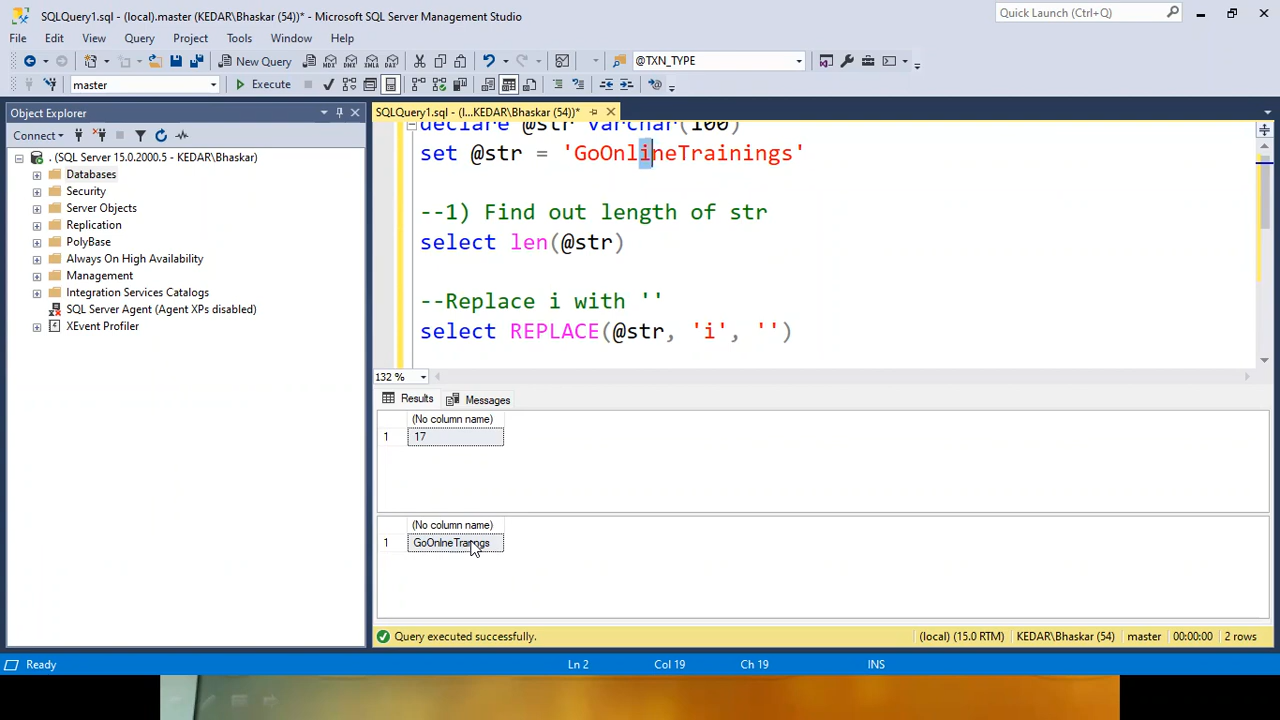 SQLQuery1.sql - (local).master (KEDAR\Bhaskar (54))* - Microsoft SQL Server Management Studio
Quick Launch (Ctrl+Q)
File Edit View Query Project Tools Window Help
New Query @TXN_TYPE
master Execute
Object Explorer
SQLQuery1.sql - (l...KEDAR\Bhaskar (54))*
Connect
. (SQL Server 15.0.2000.5 - KEDAR\Bhaskar)
Databases
Security
Server Objects
Replication
PolyBase
Always On High Availability
Management
Integration Services Catalogs
SQL Server Agent (Agent XPs disabled)
XEvent Profiler
declare @str varchar(100)
set @str = 'GoOnlineTrainings'
--1) Find out length of str
select len(@str)
--Replace i with ''
select REPLACE(@str, 'i', '')
132 %
Results Messages
(No column name)
1 17
(No column name)
1
Query executed successfully.
(local) (15.0 RTM) KEDAR\Bhaskar (54) master 00:00:00 2 rows
Ready Ln 2 Col 19 Ch 19 INS